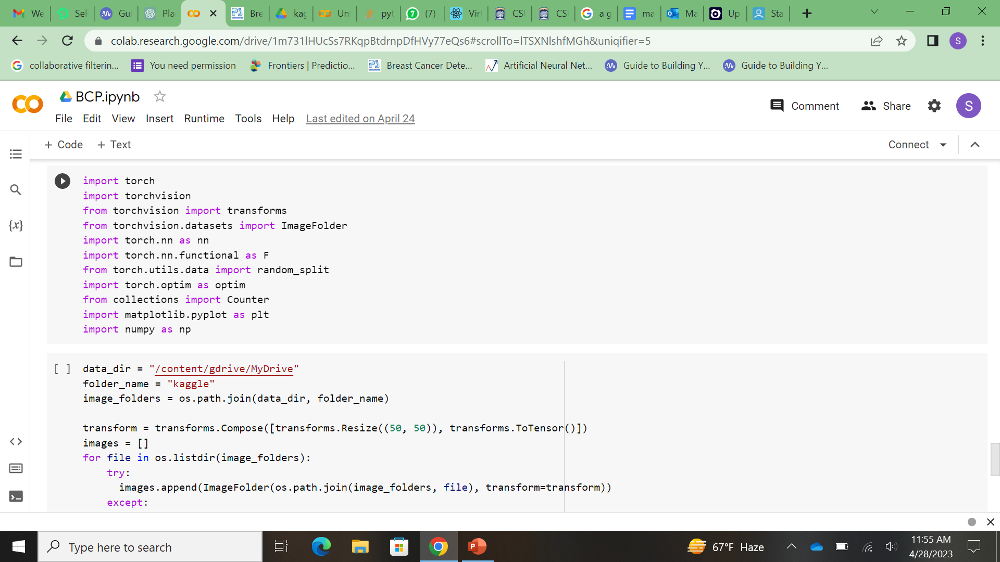 We Sel Gui Pla Bre kag Unt pyt (7) Virt CSU CSU a g ma Ma Up Sta
colab.research.google.com/drive/1m731lHUcSs7RKqpBtdrnpDfHVy77eQs6#scrollTo=lTSXNlshfMGh&uniqifier=5
S
collaborative filterin... You need permission Frontiers | Predictio... Breast Cancer Dete... Artificial Neural Net... Guide to Building Y... Guide to Building Y...
BCP.ipynb
Comment Share S
File Edit View Insert Runtime Tools Help Last edited on April 24
+ Code + Text Connect
import torch
import torchvision
from torchvision import transforms
from torchvision.datasets import ImageFolder
import torch.nn as nn
import torch.nn.functional as F
from torch.utils.data import random_split
import torch.optim as optim
from collections import Counter
import matplotlib.pyplot as plt
import numpy as np
[ ] data_dir = "/content/gdrive/MyDrive"
folder_name = "kaggle"
image_folders = os.path.join(data_dir, folder_name)
transform = transforms.Compose([transforms.Resize((50, 50)), transforms.ToTensor()])
images = []
for file in os.listdir(image_folders):
try:
images.append(ImageFolder(os.path.join(image_folders, file), transform=transform))
except:
Type here to search
67°F Haze
11:55 AM
4/28/2023